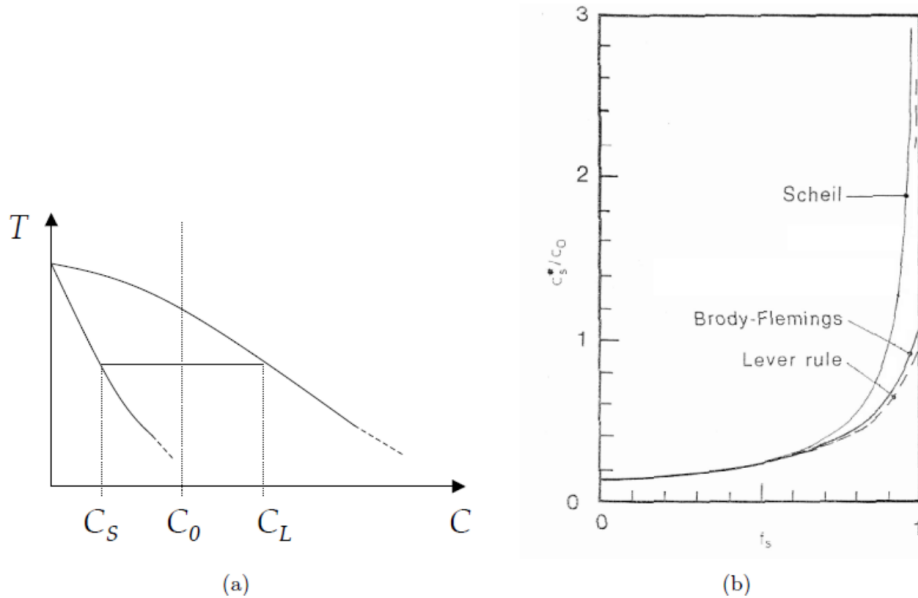 T
C_S
C_0
C_L
C
(a)
3
2
1
0
C_s*/C_0
Scheil
Brody-Flemings
Lever rule
0
f_s
1
(b)